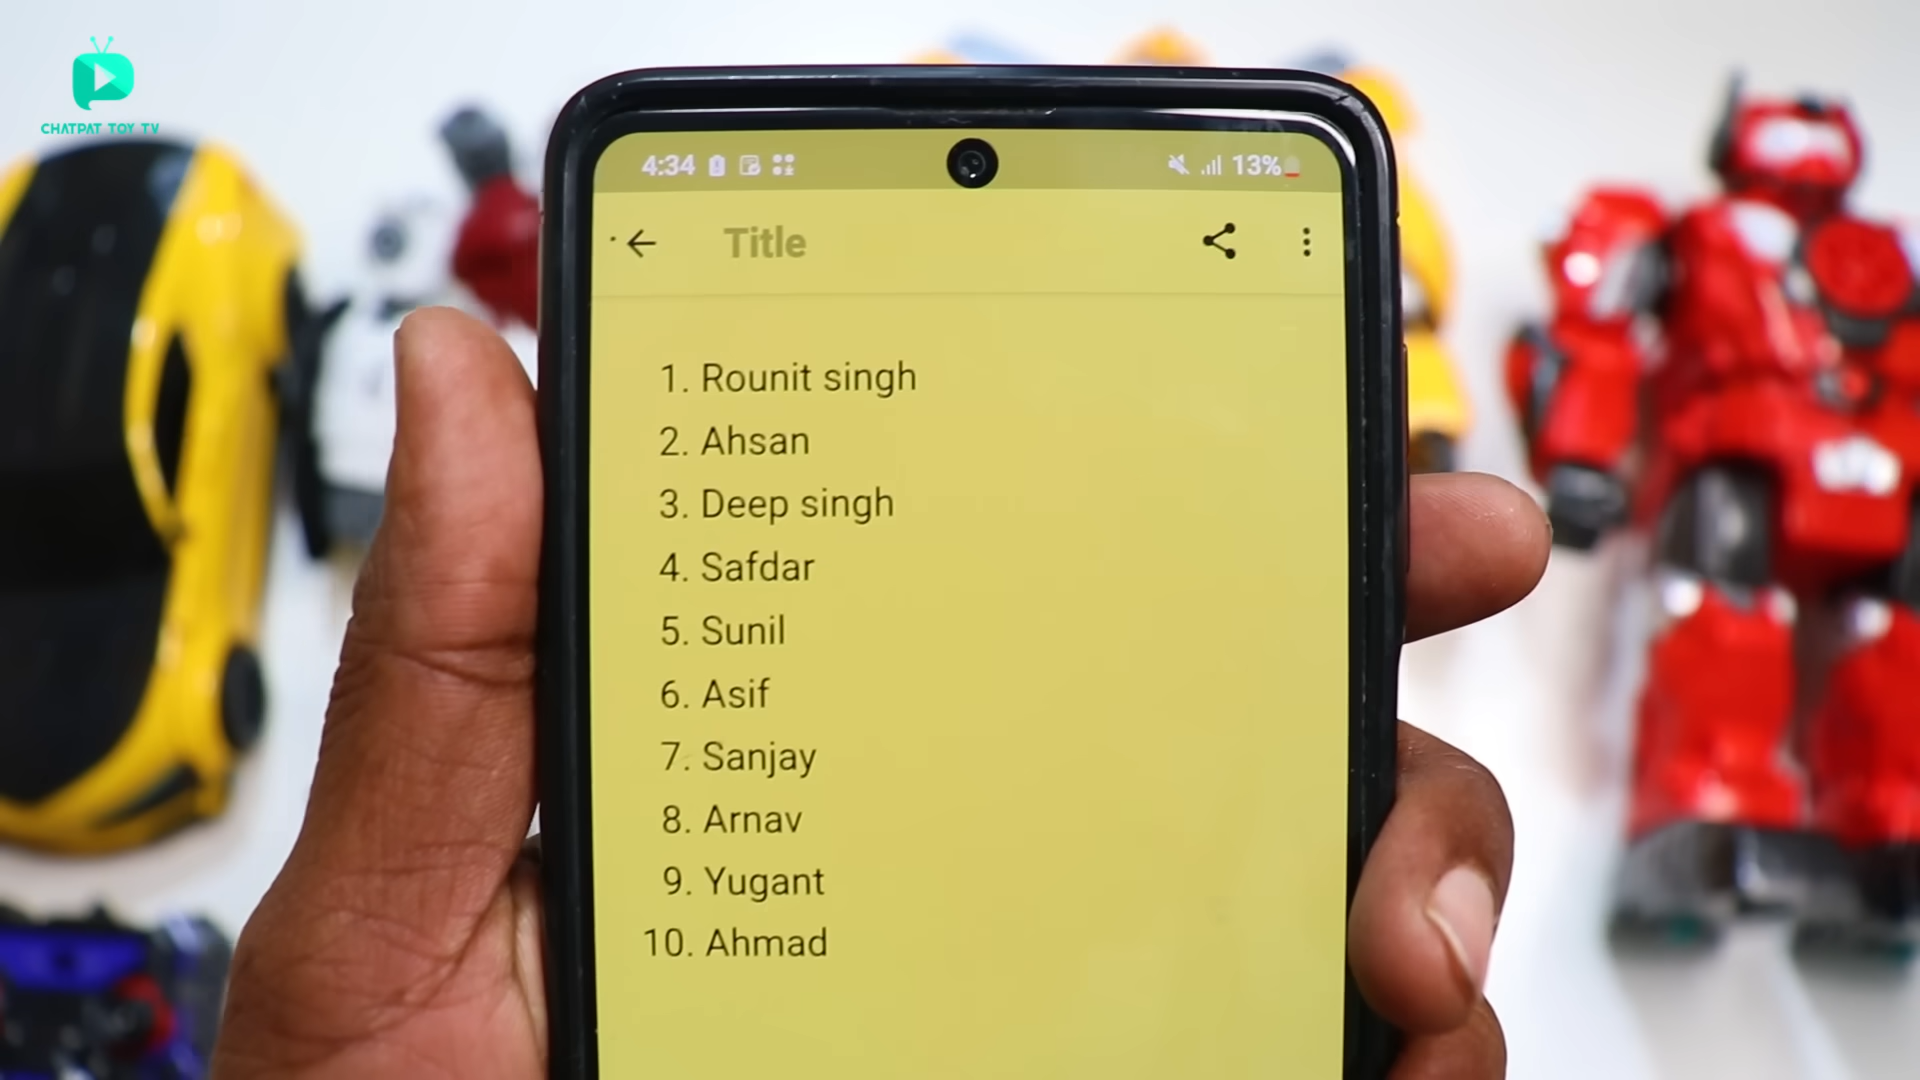 CHATPAT TOY TV
4:34 13%
Title
1. Rounit singh
2. Ahsan
3. Deep singh
4. Safdar
5. Sunil
6. Asif
7. Sanjay
8. Arnav
9. Yugant
10. Ahmad